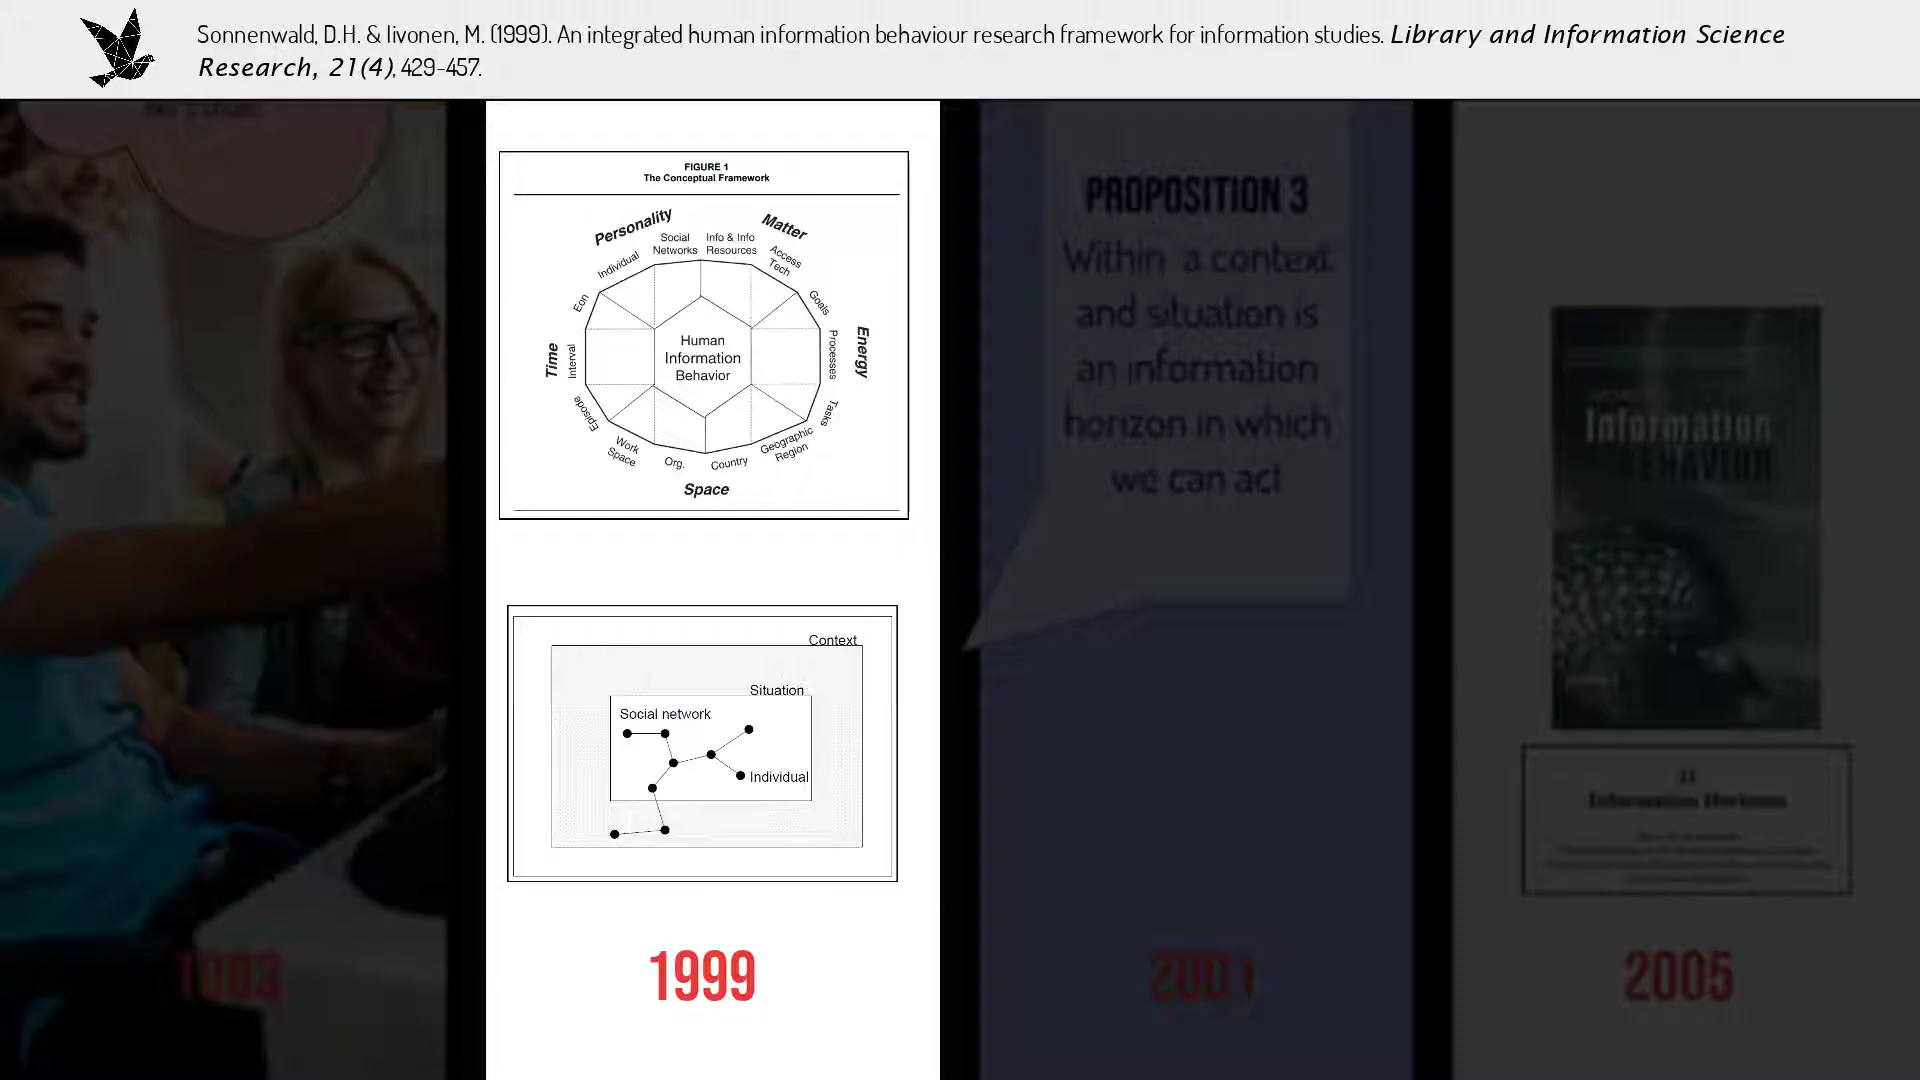 Sonnenwald, D.H. & Iivonen, M. (1999). An integrated human information behaviour research framework for information studies. Library and Information Science
Research, 21(4), 429-457.
FIGURE 1
The Conceptual Framework
Personality
Matter
Social
Networks
Info & Info
Resources
Individual
Access
Tech
Eon
Goals
Time
Interval
Human
Information
Behavior
Processes
Energy
Episode
Tasks
Work
Space
Org.
Country
Geographic
Region
Space
Context
Situation
Social network
Individual
1999
PROPOSITION 3
Within a context
and situation is
an information
horizon in which
we can act
Information
BEHAVIOR
Information Horizons
2005